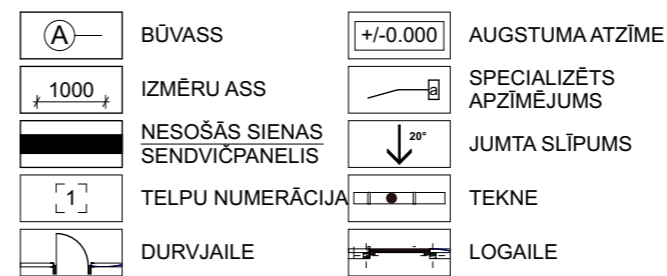 A
BŪVASS
1000
IZMĒRU ASS
NESOŠĀS SIENAS
SENDVIČPANELIS
1
TELPU NUMERĀCIJA
DURVJAILE
+/-0.000
AUGSTUMA ATZĪME
a
SPECIALIZĒTS
APZĪMĒJUMS
20°
JUMTA SLĪPUMS
TEKNE
LOGAILE